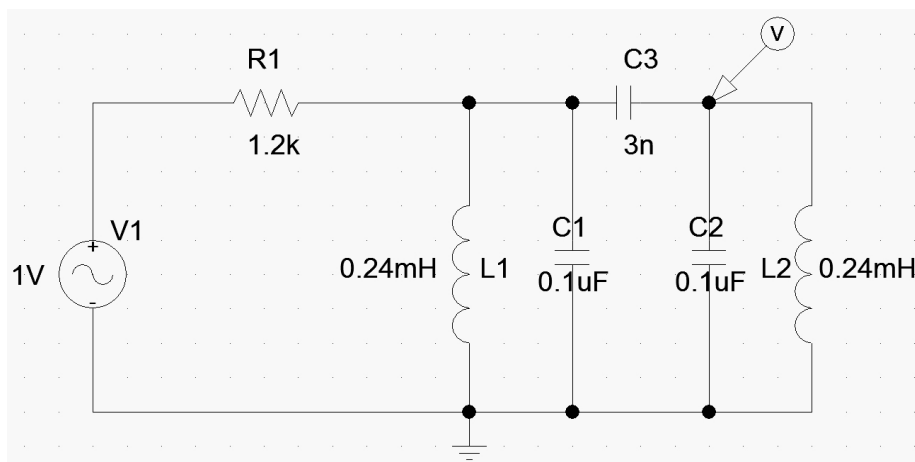 V
R1
C3
1.2k
3n
V1
+
1V
-
C1
C2
0.24mH
L1
0.1uF
0.1uF
L2
0.24mH